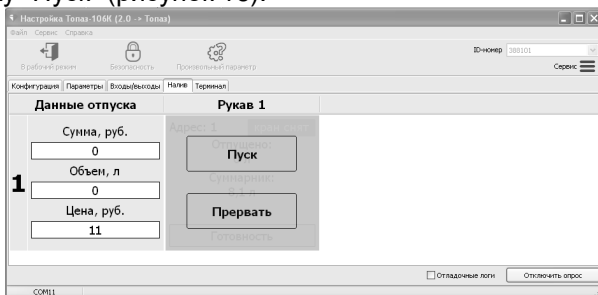 "Пуск" (рисунок
Настройка Топаз-106К (2.0 -> Топаз)
Файл Сервис Справка
В рабочий режим Безопасность Произвольный параметр
ID-номер 388101
Сервис
Конфигурация Параметры Входы/выходы Налив Терминал
Данные отпуска Рукав 1
Адрес: 1
Сумма, руб.
Отпущено:
0
Пуск
Объем, л
Суммарник:
1
0
Цена, руб.
Прервать
11
Готовность
Отладочные логи Отключить опрос
COM11